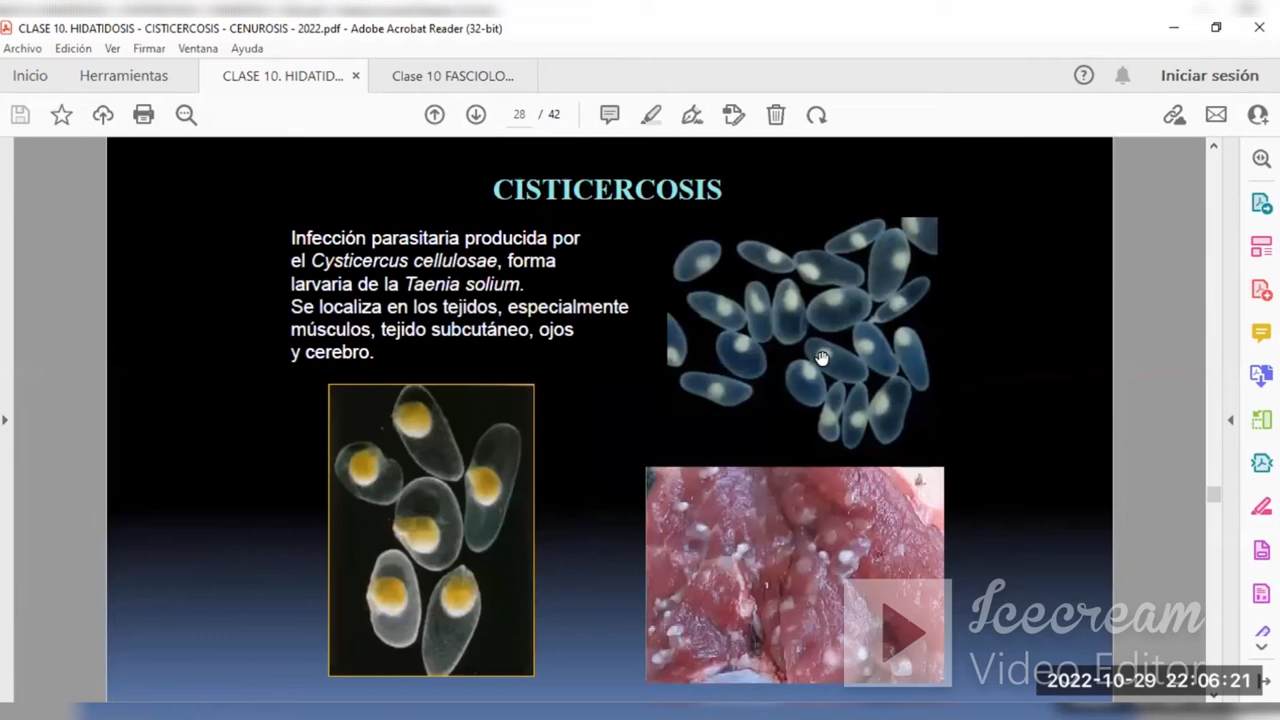 CLASE 10. HIDATIDOSIS - CISTICERCOSIS - CENUROSIS - 2022.pdf - Adobe Acrobat Reader (32-bit)
Archivo Edición Ver Firmar Ventana Ayuda
Inicio Herramientas CLASE 10. HIDATID... × Clase 10 FASCIOLO... Iniciar sesión
28 / 42
CISTICERCOSIS
Infección parasitaria producida por
el Cysticercus cellulosae, forma
larvaria de la Taenia solium.
Se localiza en los tejidos, especialmente
músculos, tejido subcutáneo, ojos
y cerebro.
Icecream
Video Editor
2022-10-29 22:06:21